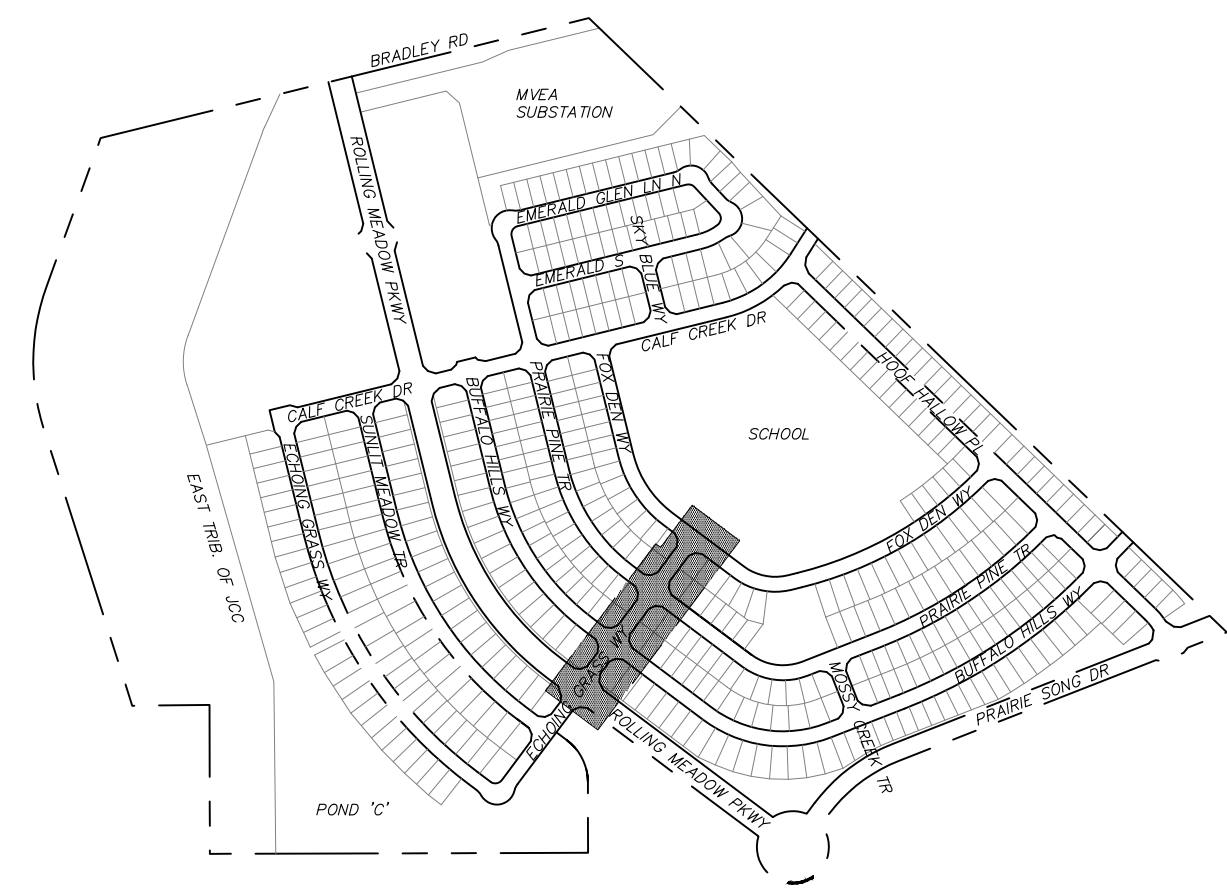 BRADLEY RD
MVEA
SUBSTATION
ROLLING MEADOW PKWY
EMERALD GLEN LN N
SKY BLUE WY
EMERALD S
CALF CREEK DR
HOOF HALLOW PL
CALF CREEK DR
SUNLIT MEADOW TR
BUFFALO HILLS WY
PRAIRIE PINE TR
FOX DEN WY
SCHOOL
ECHOING GRASS WY
EAST TRIB. OF JCC
FOX DEN WY
PRAIRIE PINE TR
BUFFALO HILLS WY
MOSSY CREEK TR
PRAIRIE SONG DR
ECHOING GRASS WY
ROLLING MEADOW PKWY
POND 'C'